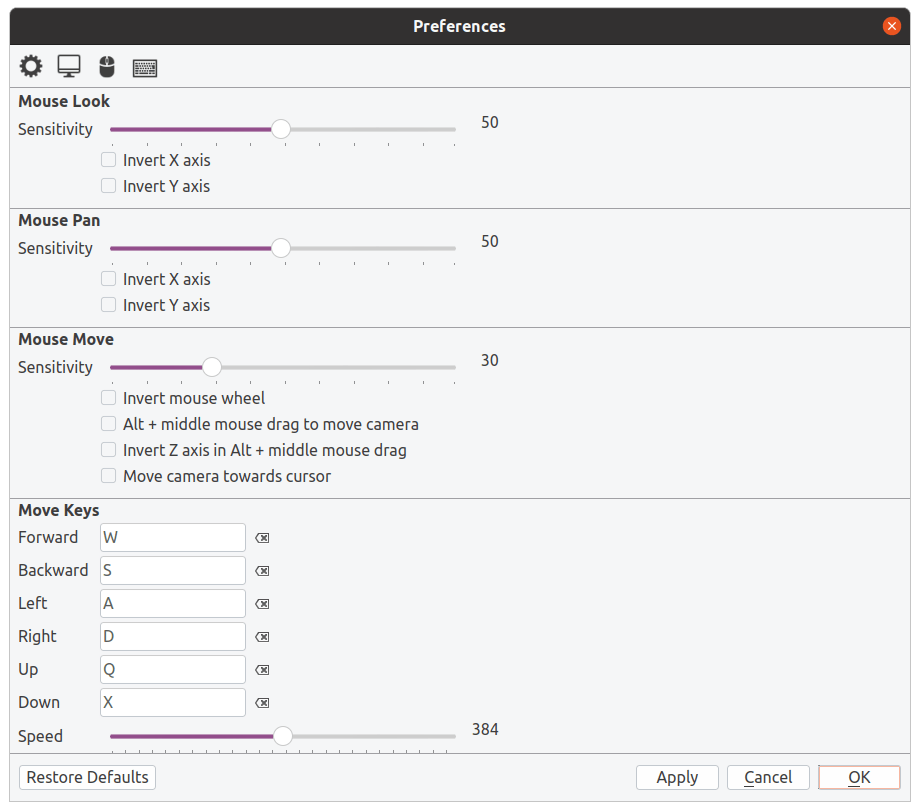 Preferences
Mouse Look
Sensitivity 50
Invert X axis
Invert Y axis
Mouse Pan
Sensitivity 50
Invert X axis
Invert Y axis
Mouse Move
Sensitivity 30
Invert mouse wheel
Alt + middle mouse drag to move camera
Invert Z axis in Alt + middle mouse drag
Move camera towards cursor
Move Keys
Forward W
Backward S
Left A
Right D
Up Q
Down X
Speed 384
Restore Defaults Apply Cancel OK